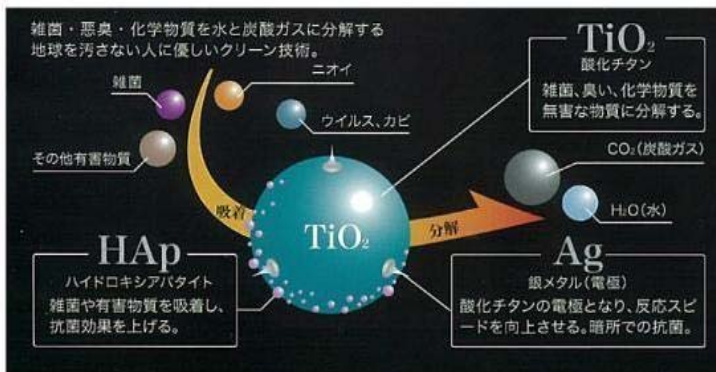 雑菌・悪臭・化学物質を水と炭酸ガスに分解する
地球を汚さない人に優しいクリーン技術。
雑菌
ニオイ
ウイルス、カビ
その他有害物質
吸着
TiO₂
分解
TiO₂
酸化チタン
雑菌、臭い、化学物質を
無害な物質に分解する。
CO₂(炭酸ガス)
H₂O(水)
HAp
ハイドロキシアパタイト
雑菌や有害物質を吸着し、
抗菌効果を上げる。
Ag
銀メタル(電極)
酸化チタンの電極となり、反応スピ
ードを向上させる。暗所での抗菌。